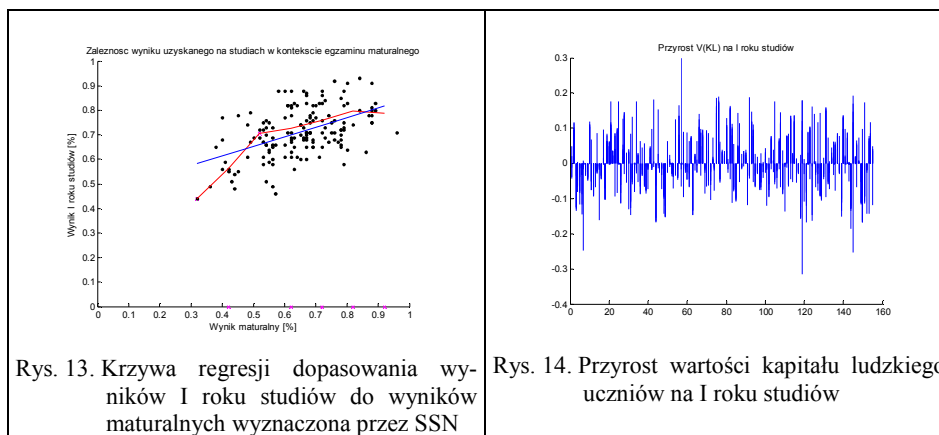 Zaleznosc wyniku uzyskanego na studiach w kontekscie egzaminu maturalnego
1
0.9
0.8
0.7
0.6
0.5
0.4
0.3
0.2
0.1
0
Wynik I roku studiów [%]
0 0.1 0.2 0.3 0.4 0.5 0.6 0.7 0.8 0.9 1
Wynik maturalny [%]
Rys. 13. Krzywa regresji dopasowania wy-
ników I roku studiów do wyników
maturalnych wyznaczona przez SSN
Przyrost V(KL) na I roku studiów
0.3
0.2
0.1
0
-0.1
-0.2
-0.3
-0.4
0 20 40 60 80 100 120 140 160
Rys. 14. Przyrost wartości kapitału ludzkiego
uczniów na I roku studiów